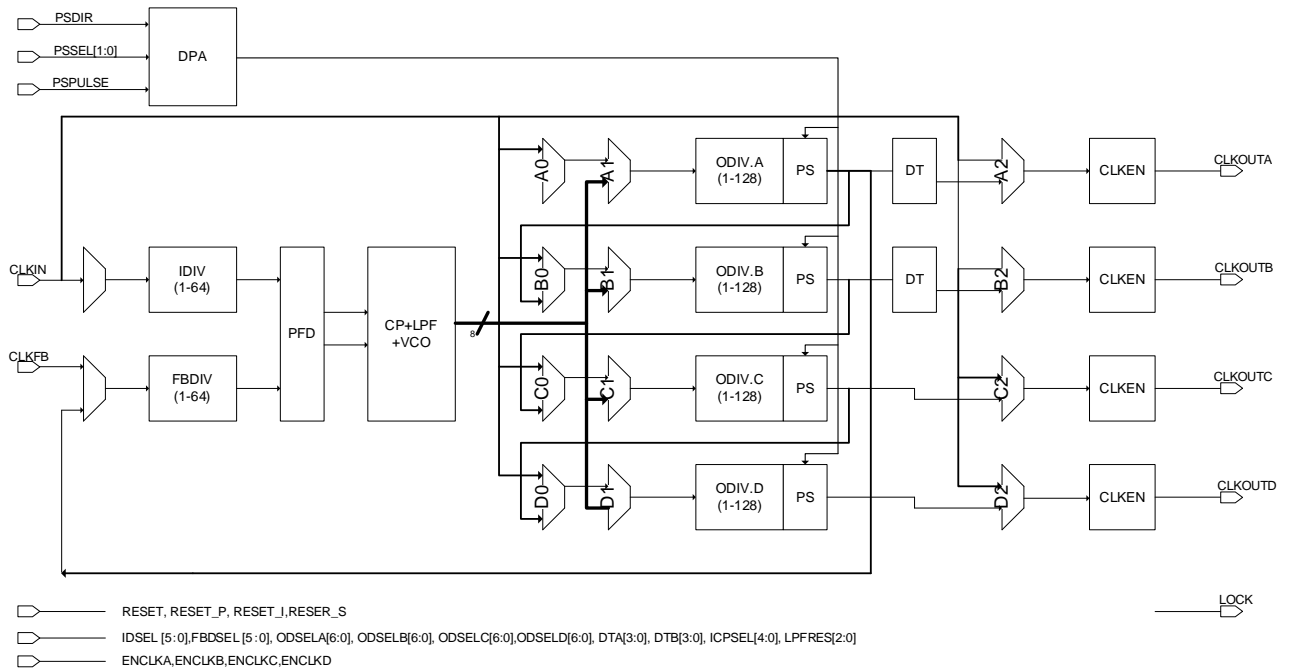 PSDIR
PSSEL[1:0]
PSPULSE
DPA
A0
A1
ODIV.A
(1-128)
PS
DT
A2
CLKEN
CLKOUTA
CLKIN
IDIV
(1-64)
B0
B1
ODIV.B
(1-128)
PS
DT
B2
CLKEN
CLKOUTB
PFD
CP+LPF
+VCO
8
CLKFB
FBDIV
(1-64)
C0
C1
ODIV.C
(1-128)
PS
C2
CLKEN
CLKOUTC
D0
D1
ODIV.D
(1-128)
PS
D2
CLKEN
CLKOUTD
RESET, RESET_P, RESET_I,RESER_S
LOCK
IDSEL [5:0],FBDSEL [5:0], ODSELA[6:0], ODSELB[6:0], ODSELC[6:0],ODSELD[6:0], DTA[3:0], DTB[3:0], ICPSEL[4:0], LPFRES[2:0]
ENCLKA,ENCLKB,ENCLKC,ENCLKD